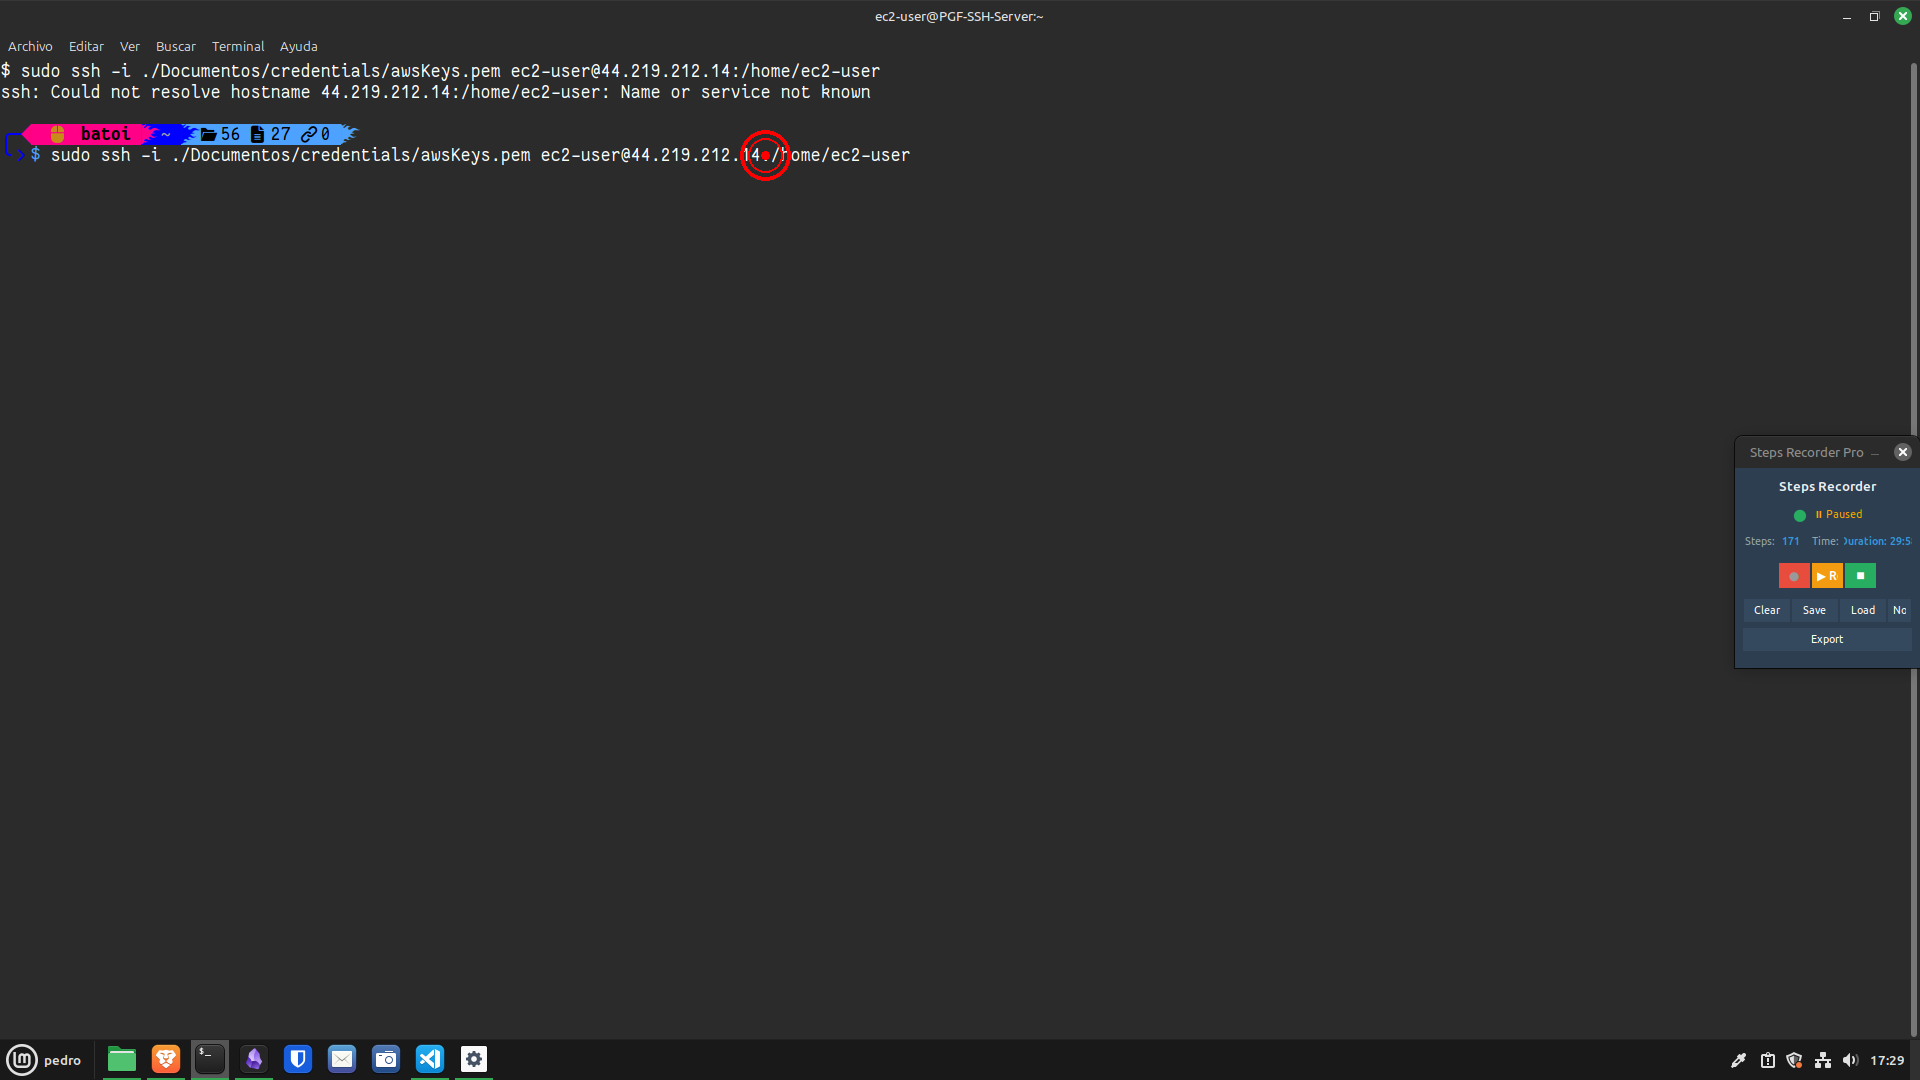 ec2-user@PGF-SSH-Server:~
Archivo Editar Ver Buscar Terminal Ayuda
$ sudo ssh -i ./Documentos/credentials/awsKeys.pem ec2-user@44.219.212.14:/home/ec2-user
ssh: Could not resolve hostname 44.219.212.14:/home/ec2-user: Name or service not known
batoi ~ 56 27 0
$ sudo ssh -i ./Documentos/credentials/awsKeys.pem ec2-user@44.219.212.14:/home/ec2-user
Steps Recorder Pro
Steps Recorder
Paused
Steps: 171 Time: Duration: 29:5
R
Clear Save Load No
Export
pedro
17:29